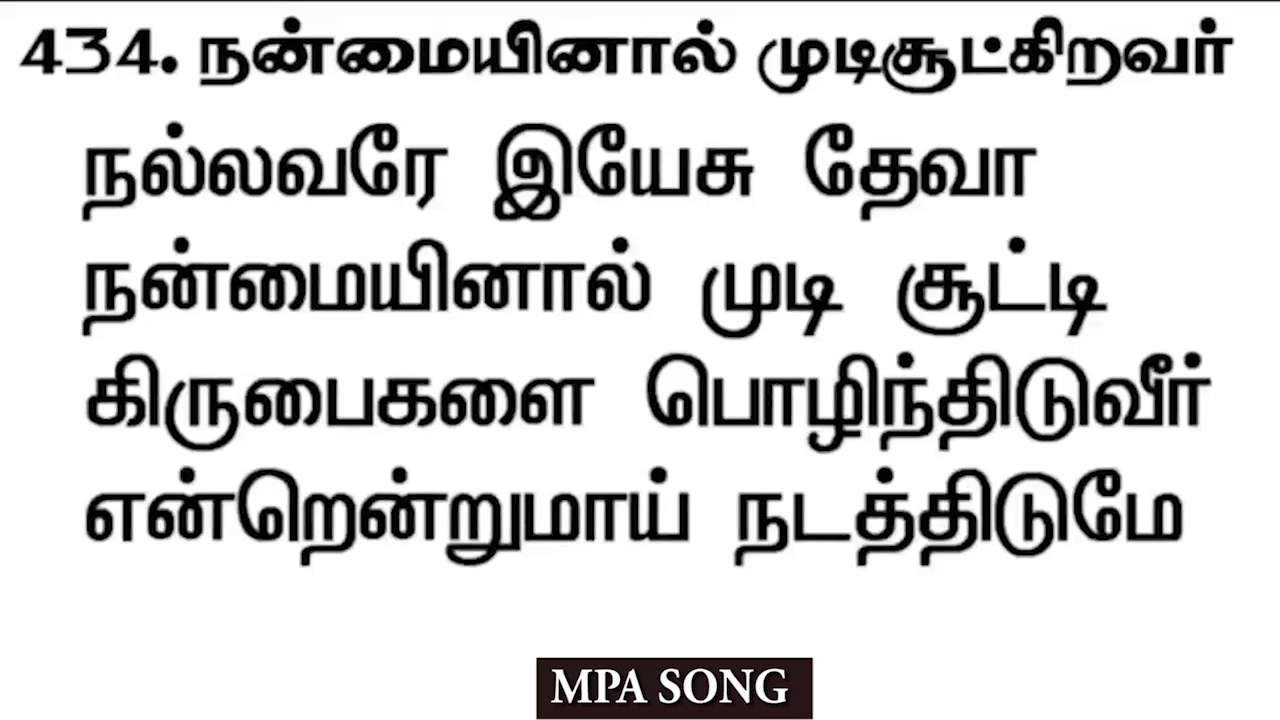 434. நன்மையினால் முடிசூட்கிறவர்
நல்லவரே இயேசு தேவா
நன்மையினால் முடி சூட்டி
கிருபைகளை பொழிந்திடுவீர்
என்றென்றுமாய் நடத்திடுமே
MPA SONG